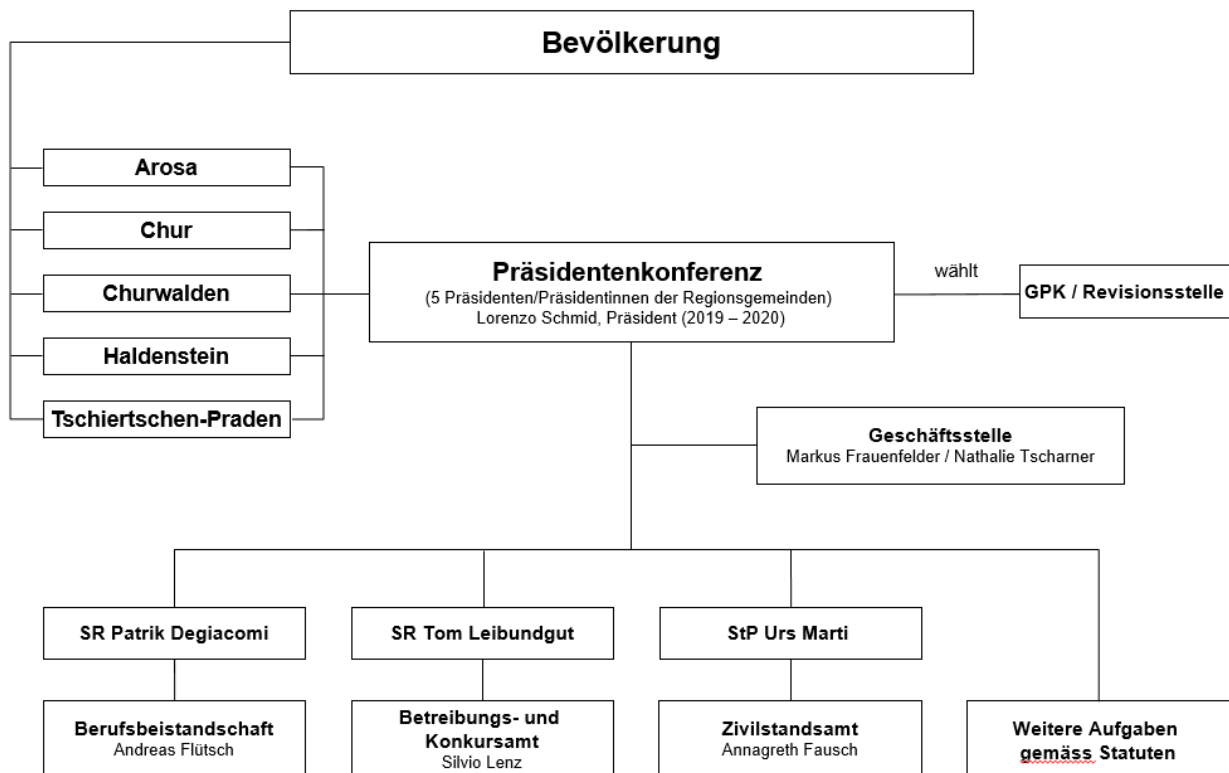 Bevölkerung
Arosa
Chur
Churwalden
Haldenstein
Tschiertschen-Praden
Präsidentenkonferenz
(5 Präsidenten/Präsidentinnen der Regionsgemeinden)
Lorenzo Schmid, Präsident (2019 – 2020)
wählt
GPK / Revisionsstelle
Geschäftsstelle
Markus Frauenfelder / Nathalie Tscharner
SR Patrik Degiacomi
SR Tom Leibundgut
StP Urs Marti
Berufsbeistandschaft
Andreas Flütsch
Betreibungs- und
Konkursamt
Silvio Lenz
Zivilstandsamt
Annagreth Fausch
Weitere Aufgaben
gemäss Statuten